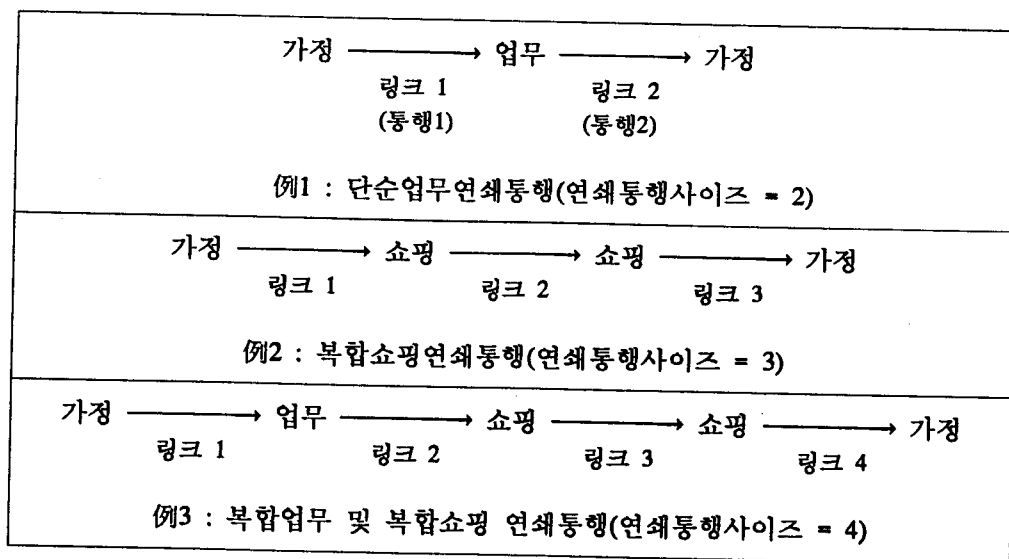 가정 ⟶ 업무 ⟶ 가정
링크 1 링크 2
(통행1) (통행2)
例1 : 단순업무연쇄통행(연쇄통행사이즈 = 2)
가정 ⟶ 쇼핑 ⟶ 쇼핑 ⟶ 가정
링크 1 링크 2 링크 3
例2 : 복합쇼핑연쇄통행(연쇄통행사이즈 = 3)
가정 ⟶ 업무 ⟶ 쇼핑 ⟶ 쇼핑 ⟶ 가정
링크 1 링크 2 링크 3 링크 4
例3 : 복합업무 및 복합쇼핑 연쇄통행(연쇄통행사이즈 = 4)